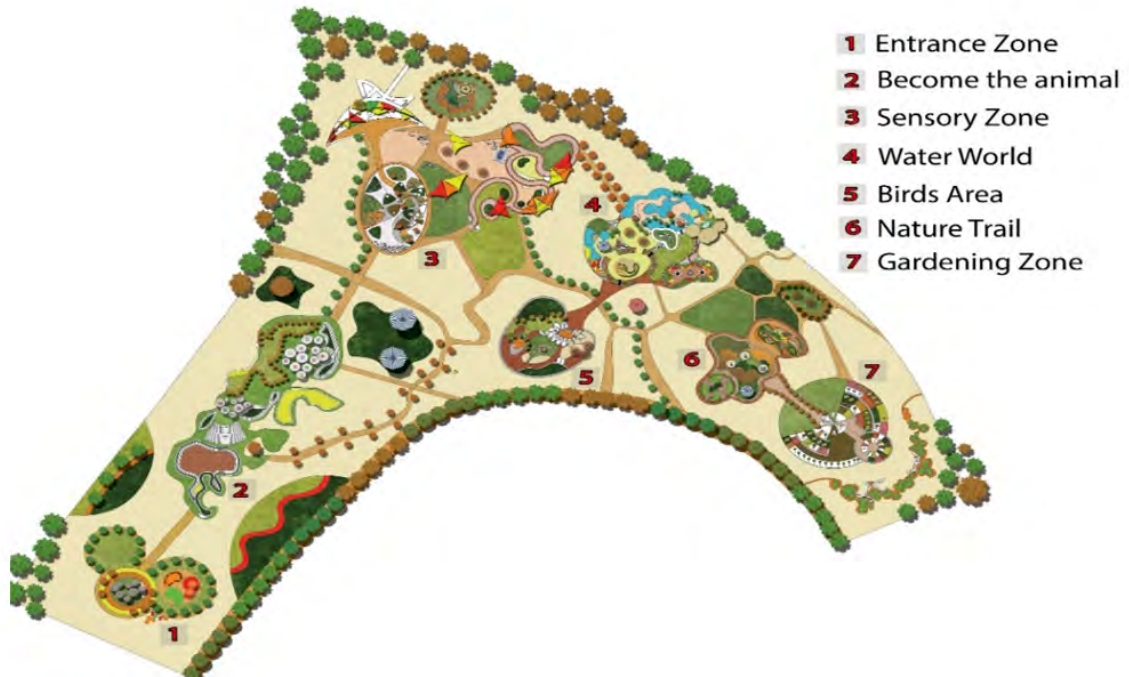 1 Entrance Zone
2 Become the animal
3 Sensory Zone
4 Water World
5 Birds Area
6 Nature Trail
7 Gardening Zone
4
3
6
7
5
2
1